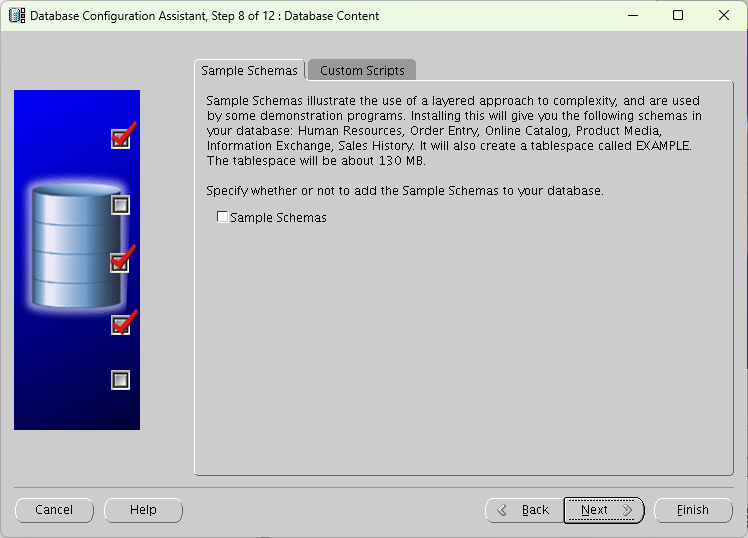 Database Configuration Assistant, Step 8 of 12 : Database Content
Sample Schemas
Custom Scripts
Sample Schemas illustrate the use of a layered approach to complexity, and are used
by some demonstration programs. Installing this will give you the following schemas in
your database: Human Resources, Order Entry, Online Catalog, Product Media,
Information Exchange, Sales History. It will also create a tablespace called EXAMPLE.
The tablespace will be about 130 MB.
Specify whether or not to add the Sample Schemas to your database.
Sample Schemas
Cancel
Help
Back
Next
Finish